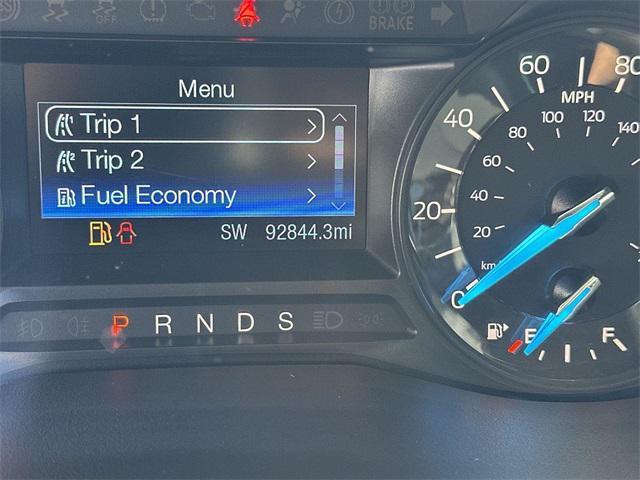 OFF
BRAKE
Menu
Trip 1
Trip 2
Fuel Economy
SW 92844.3mi
P R N D S
0 20 40 60 80
MPH
20 40 60 80 100 120 140
E F